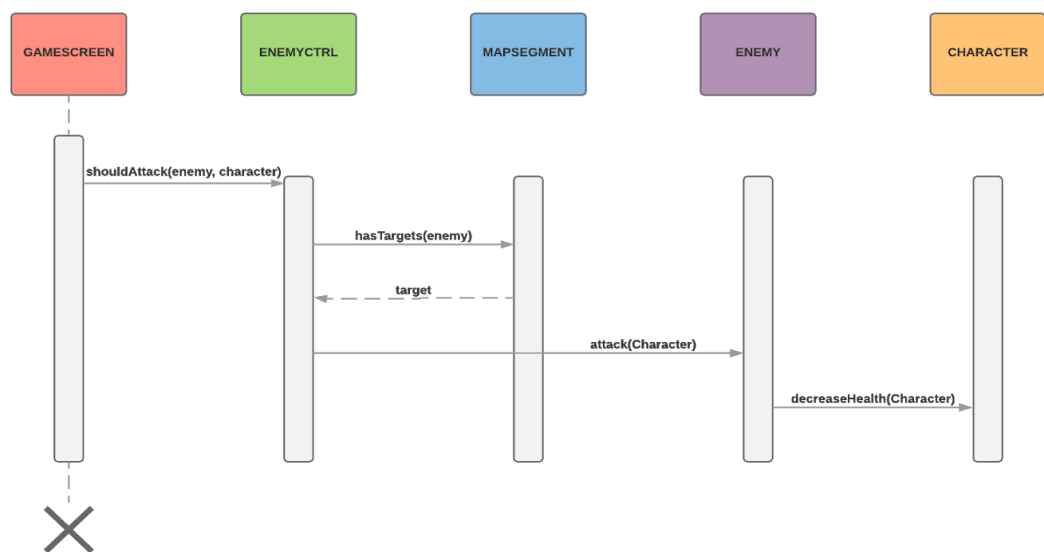 GAMESCREEN
ENEMYCTRL
MAPSEGMENT
ENEMY
CHARACTER
shouldAttack(enemy, character)
hasTargets(enemy)
target
attack(Character)
decreaseHealth(Character)